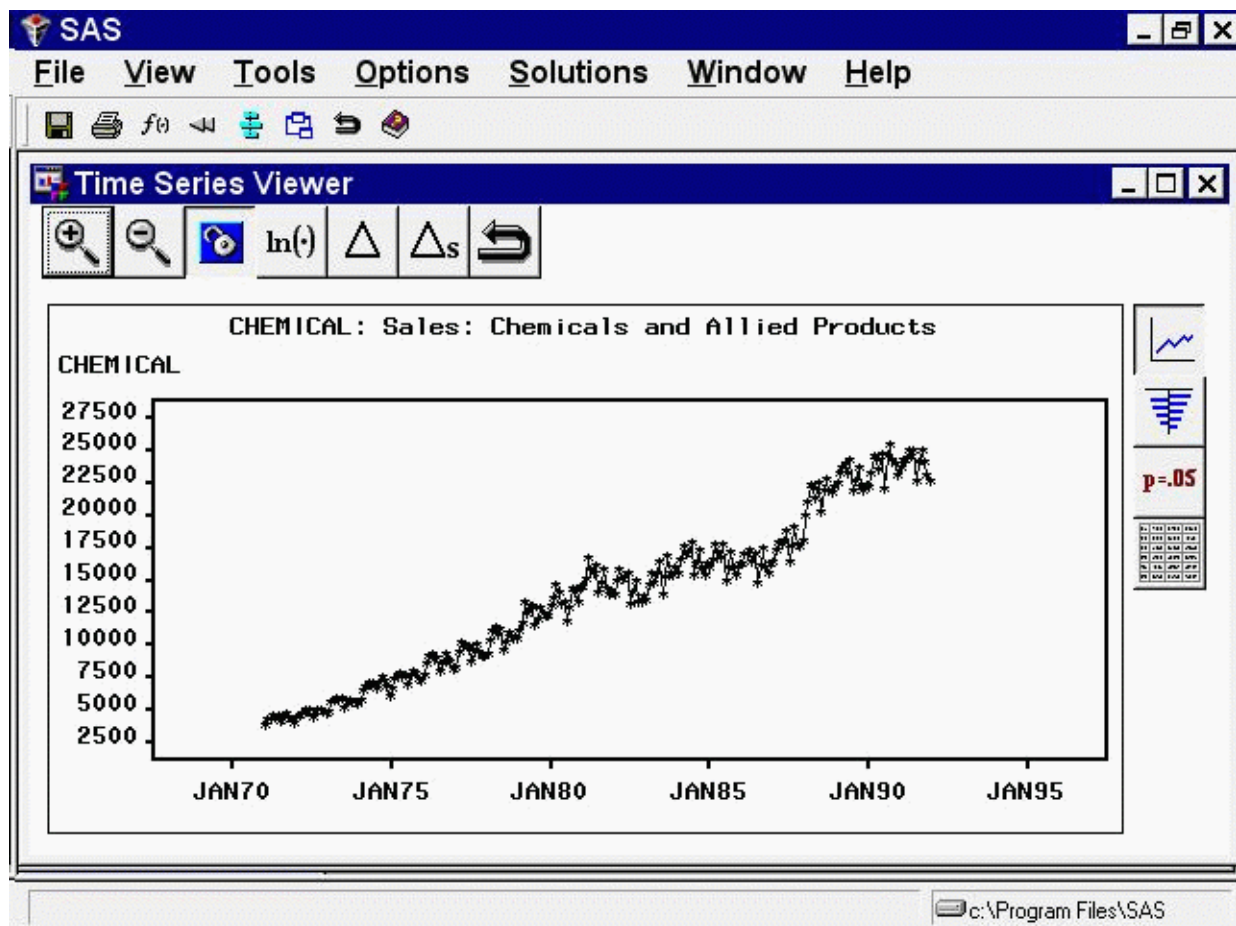 SAS
File View Tools Options Solutions Window Help
f(·)
Time Series Viewer
ln(·) Δ Δs
CHEMICAL: Sales: Chemicals and Allied Products
CHEMICAL
27500
25000
22500
20000
17500
15000
12500
10000
7500
5000
2500
JAN70 JAN75 JAN80 JAN85 JAN90 JAN95
p=.05
c:\Program Files\SAS